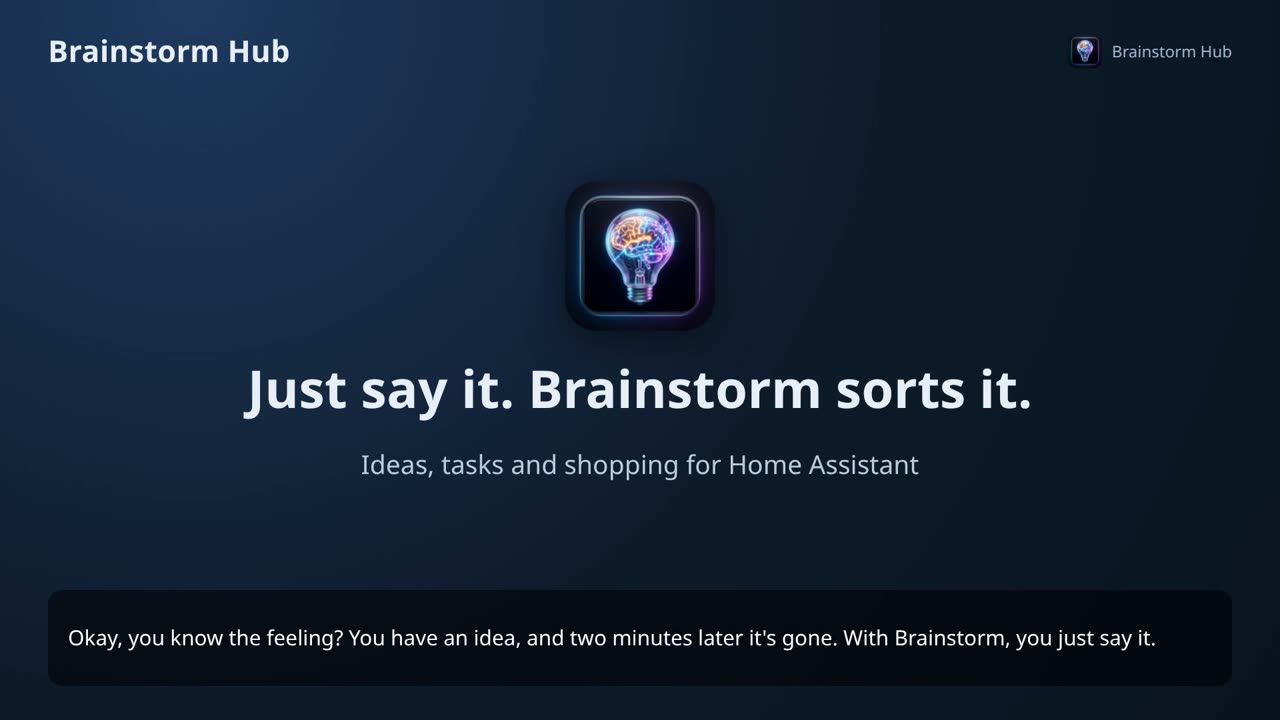 Brainstorm Hub
Brainstorm Hub
Just say it. Brainstorm sorts it.
Ideas, tasks and shopping for Home Assistant
Okay, you know the feeling? You have an idea, and two minutes later it's gone. With Brainstorm, you just say it.